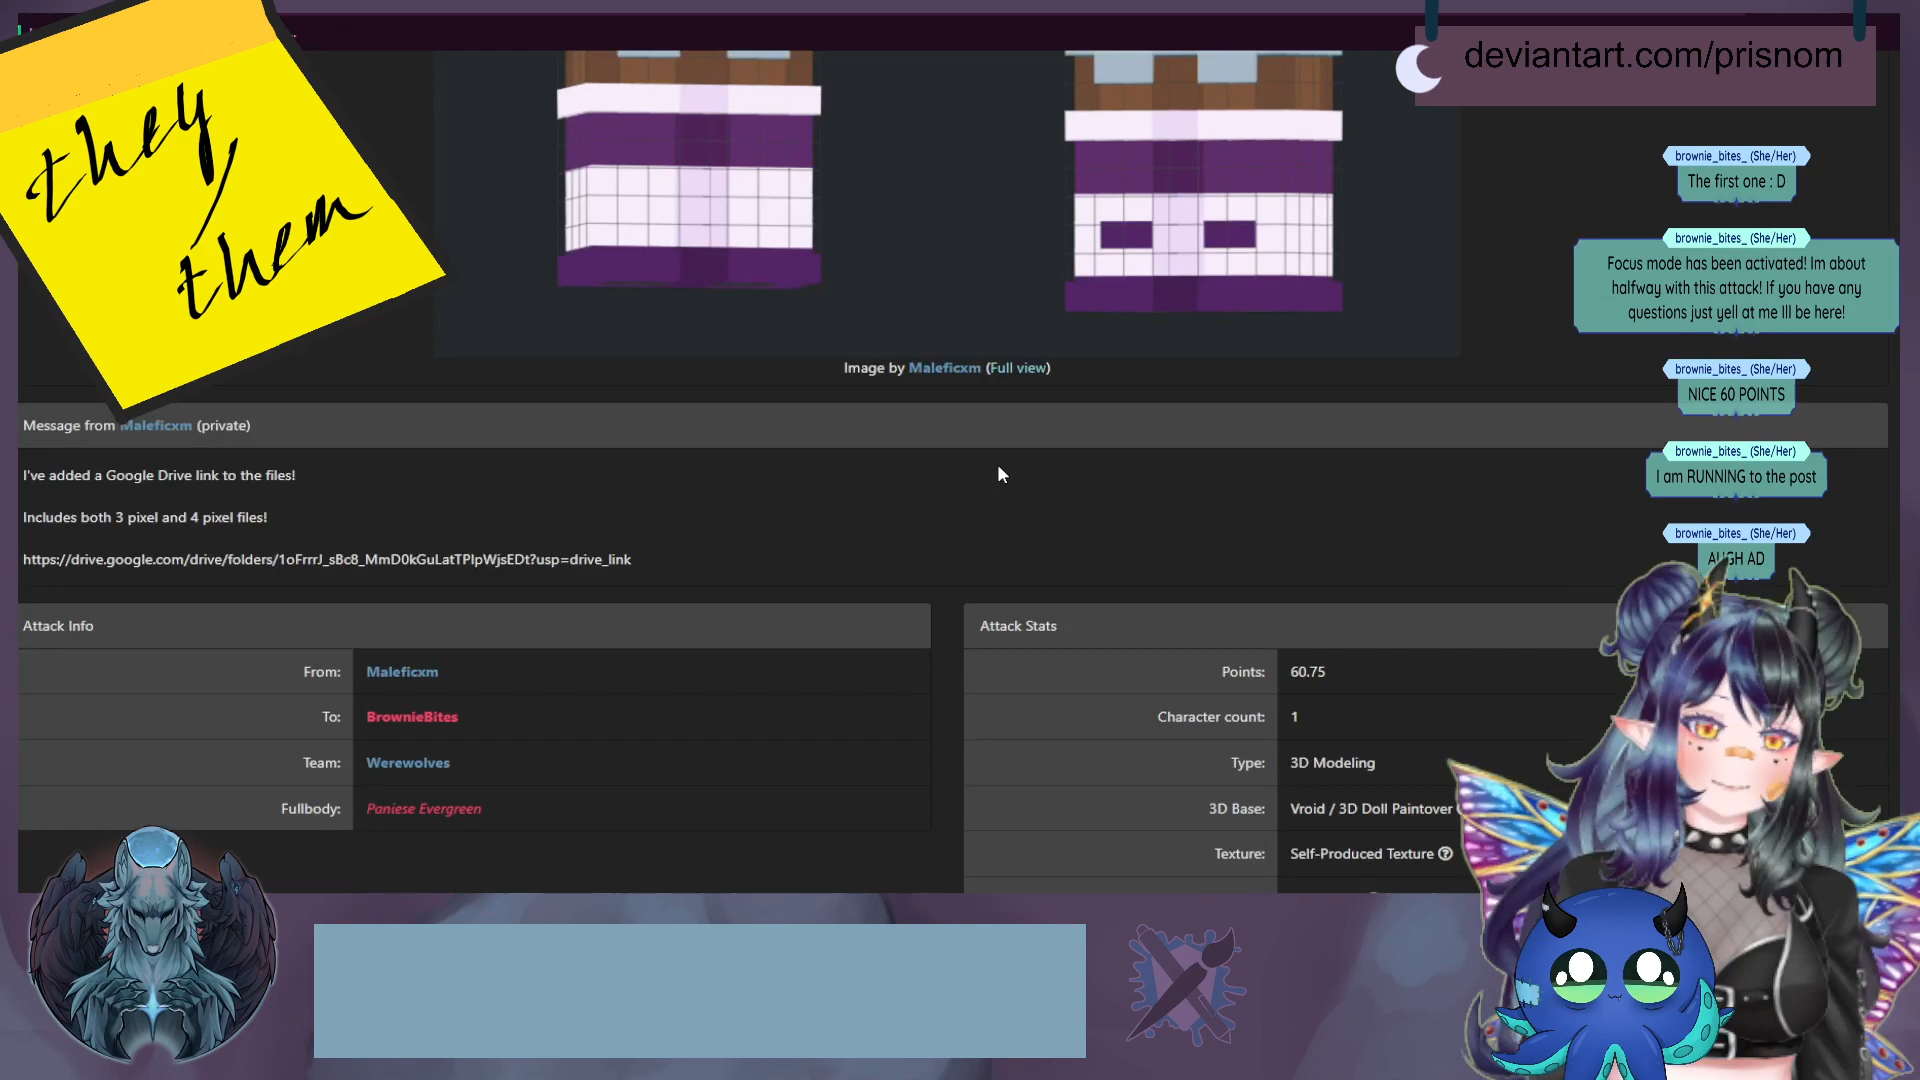 they
/
them
deviantart.com/prisnom
Image by Maleficxm (Full view)
Message from Maleficxm (private)
I've added a Google Drive link to the files!
Includes both 3 pixel and 4 pixel files!
https://drive.google.com/drive/folders/1oFrrrJ_sBc8_MmD0kGuLatTPIpWjsEDt?usp=drive_link
Attack Info
From: Maleficxm
To: BrownieBites
Team: Werewolves
Fullbody: Paniese Evergreen
Attack Stats
Points: 60.75
Character count: 1
Type: 3D Modeling
3D Base: Vroid / 3D Doll Paintover
Texture: Self-Produced Texture
brownie_bites_ (She/Her)
The first one : D
brownie_bites_ (She/Her)
Focus mode has been activated! Im about
halfway with this attack! If you have any
questions just yell at me Ill be here!
brownie_bites_ (She/Her)
NICE 60 POINTS
brownie_bites_ (She/Her)
I am RUNNING to the post
brownie_bites_ (She/Her)
AUGH AD